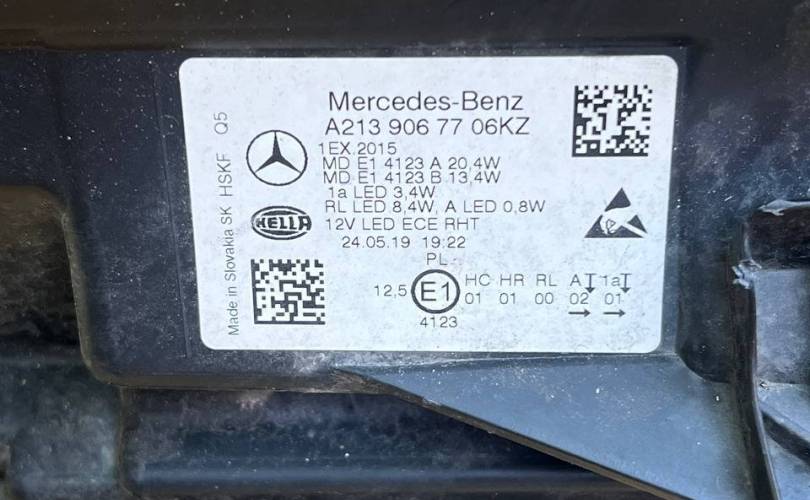 Mercedes-Benz
A213 906 77 06KZ
1EX.2015
MD E1 4123 A 20,4W
MD E1 4123 B 13,4W
1a LED 3,4W
RL LED 8,4W, A LED 0,8W
12V LED ECE RHT
24.05.19 19:22
PL-
12,5 E1 HC HR RL A 1a
01 01 00 02 01
4123
HELLA
Made in Slovakia SK HSKF Q5